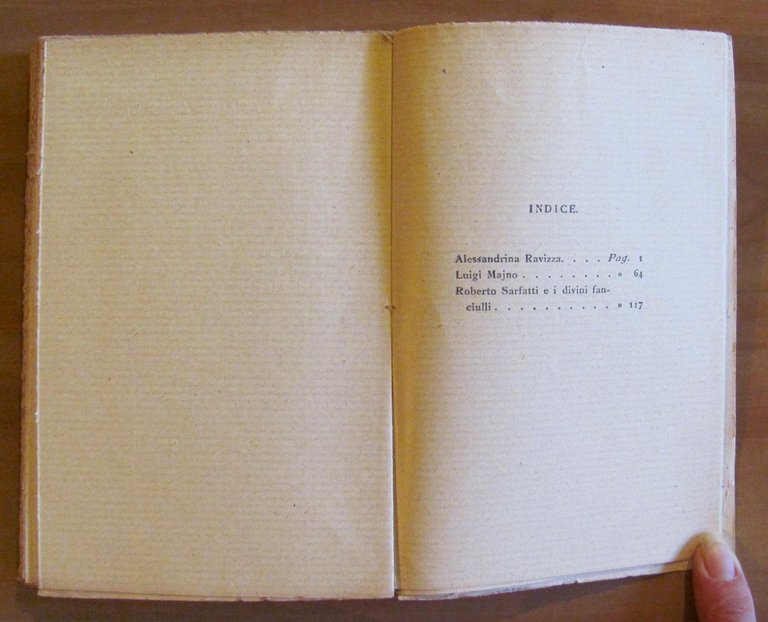 INDICE.
Alessandrina Ravizza. . . . Pag. 1
Luigi Majno . . . . . . . . » 64
Roberto Sarfatti e i divini fan-
ciulli . . . . . . . . . . » 117